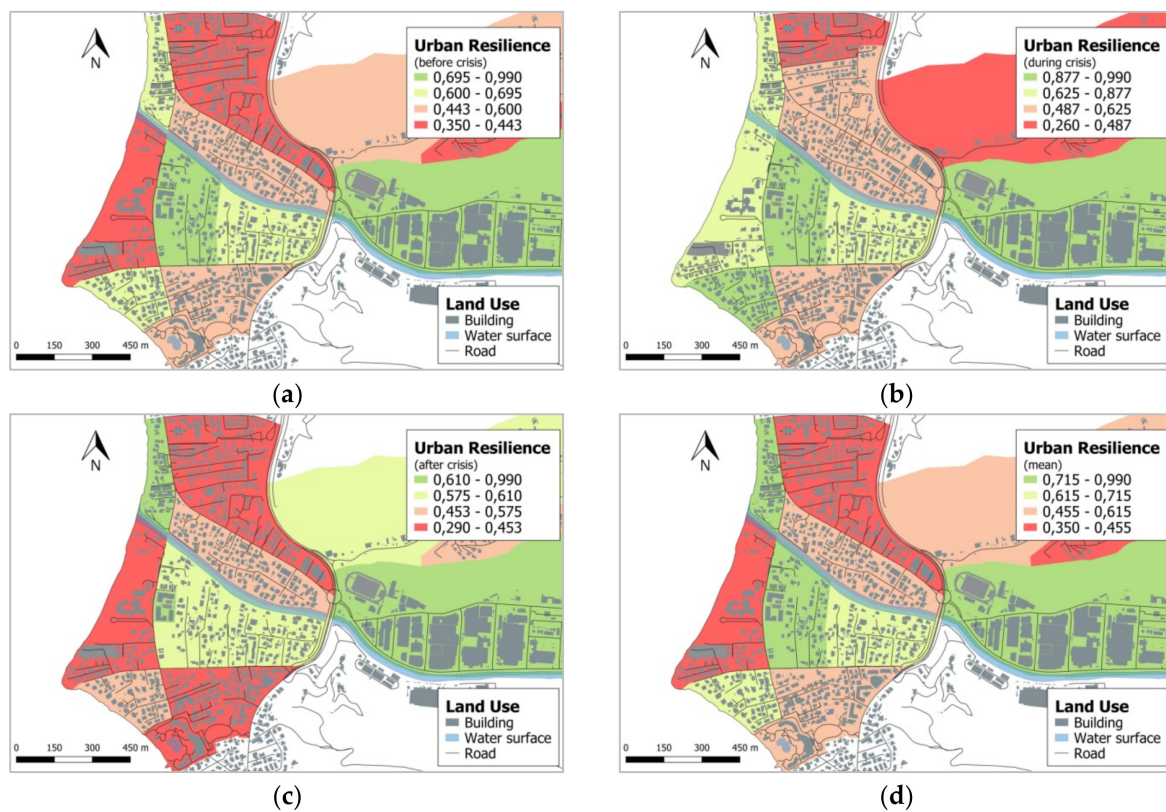 Urban Resilience
(before crisis)
0,695 - 0,990
0,600 - 0,695
0,443 - 0,600
0,350 - 0,443
N
Land Use
Building
Water surface
Road
0 150 300 450 m
(a)
Urban Resilience
(during crisis)
0,877 - 0,990
0,625 - 0,877
0,487 - 0,625
0,260 - 0,487
N
Land Use
Building
Water surface
Road
0 150 300 450 m
(b)
Urban Resilience
(after crisis)
0,610 - 0,990
0,575 - 0,610
0,453 - 0,575
0,290 - 0,453
N
Land Use
Building
Water surface
Road
0 150 300 450 m
(c)
Urban Resilience
(mean)
0,715 - 0,990
0,615 - 0,715
0,455 - 0,615
0,350 - 0,455
N
Land Use
Building
Water surface
Road
0 150 300 450 m
(d)